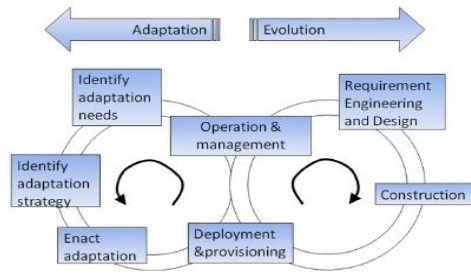 Adaptation
Evolution
Identify
adaptation
needs
Requirement
Engineering
and Design
Operation &
management
Identify
adaptation
strategy
Construction
Enact
adaptation
Deployment
&provisioning